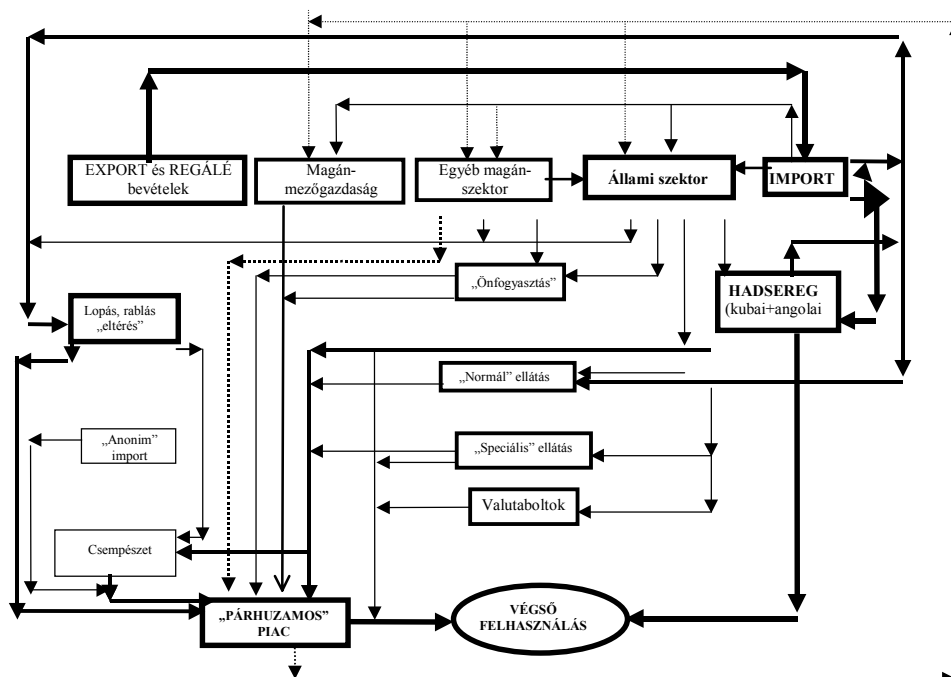 EXPORT és REGÁLÉ
bevételek
Magán-
mezőgazdaság
Egyéb magán-
szektor
Állami szektor
IMPORT
„Önfogyasztás”
HADSEREG
(kubai+angolai
Lopás, rablás
„eltérés”
„Normál” ellátás
„Anonim”
import
„Speciális” ellátás
Valutaboltok
Csempészet
„PÁRHUZAMOS”
PIAC
VÉGSŐ
FELHASZNÁLÁS